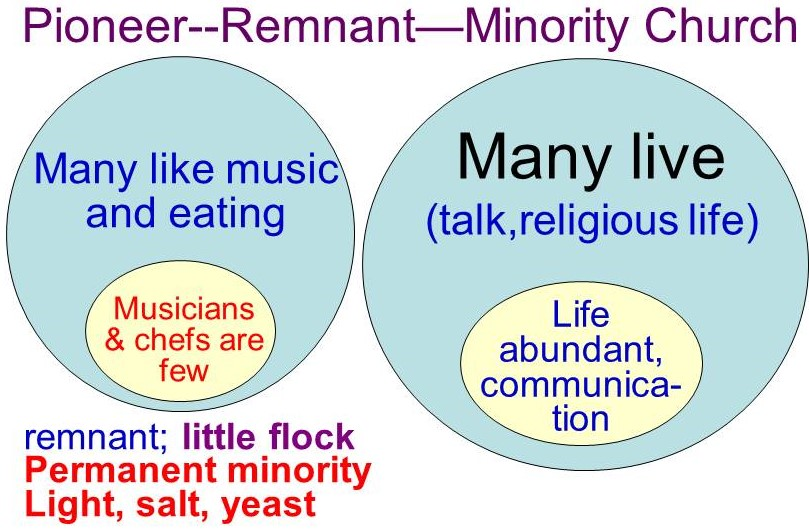 Pioneer--Remnant—Minority Church
Many like music
and eating
Musicians
& chefs are
few
Many live
(talk,religious life)
Life
abundant,
communica-
tion
remnant; little flock
Permanent minority
Light, salt, yeast